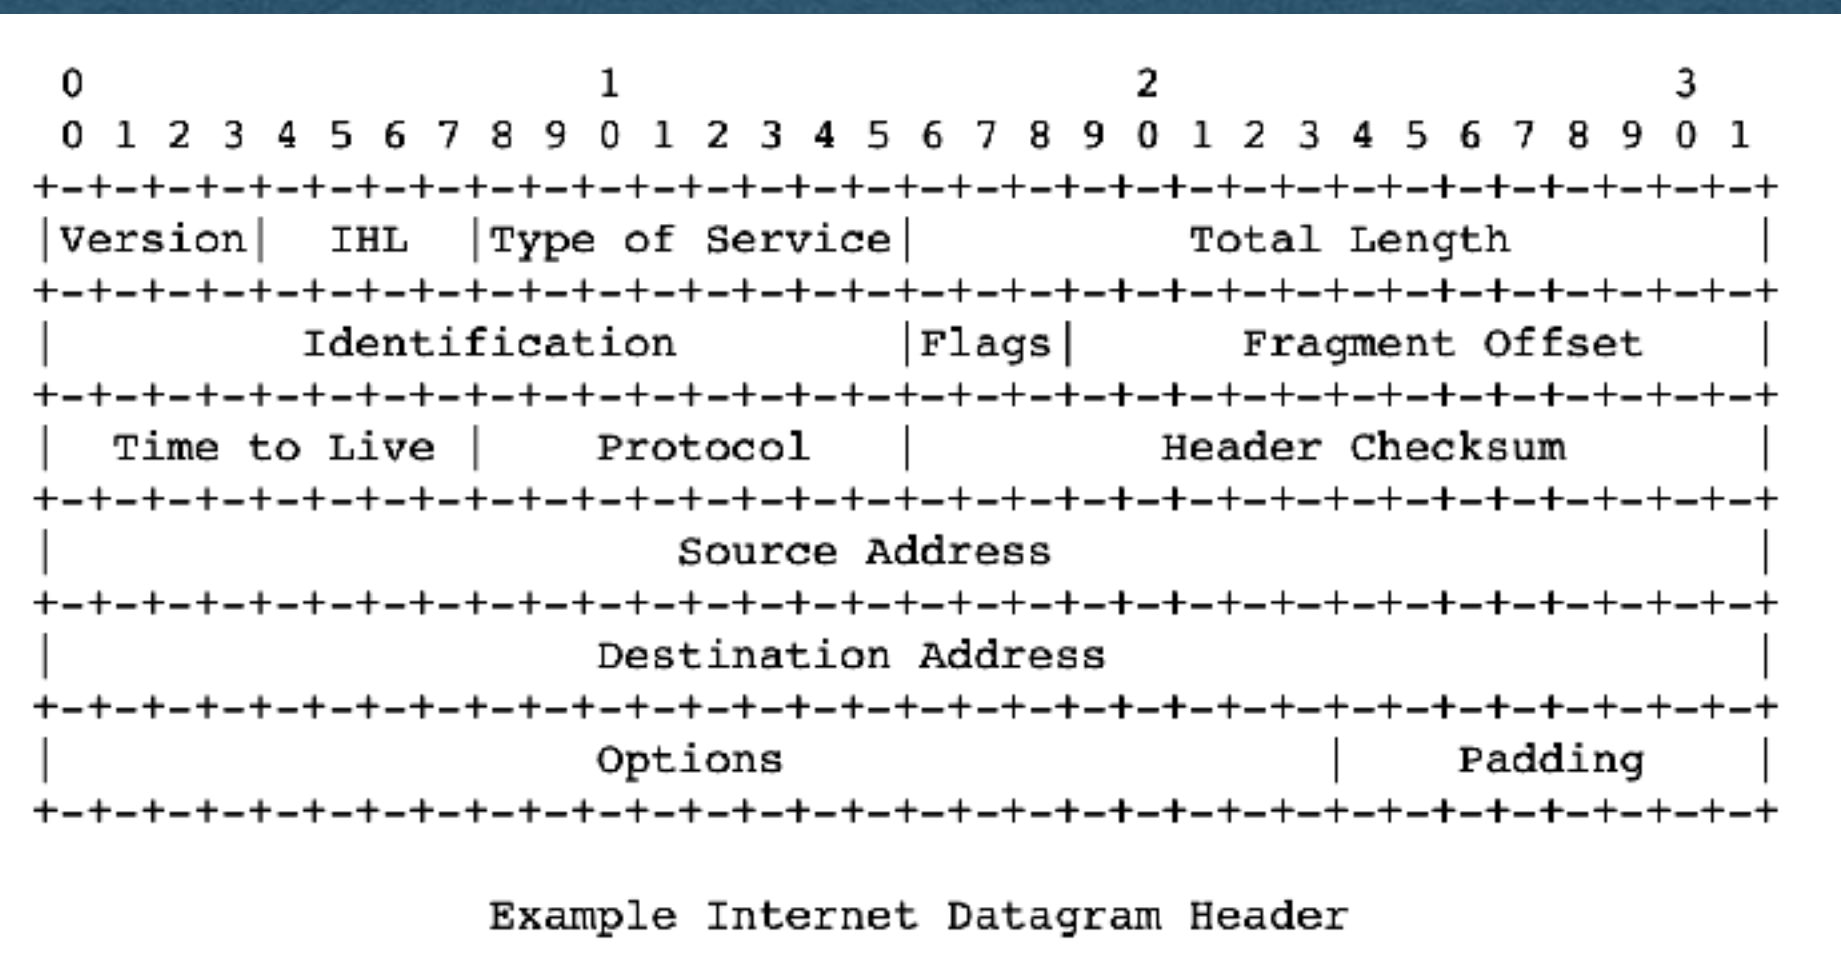 0                   1                   2                   3
 0 1 2 3 4 5 6 7 8 9 0 1 2 3 4 5 6 7 8 9 0 1 2 3 4 5 6 7 8 9 0 1
+-+-+-+-+-+-+-+-+-+-+-+-+-+-+-+-+-+-+-+-+-+-+-+-+-+-+-+-+-+-+-+-+
|Version|  IHL  |Type of Service|          Total Length         |
+-+-+-+-+-+-+-+-+-+-+-+-+-+-+-+-+-+-+-+-+-+-+-+-+-+-+-+-+-+-+-+-+
|         Identification        |Flags|      Fragment Offset    |
+-+-+-+-+-+-+-+-+-+-+-+-+-+-+-+-+-+-+-+-+-+-+-+-+-+-+-+-+-+-+-+-+
|  Time to Live |    Protocol   |         Header Checksum       |
+-+-+-+-+-+-+-+-+-+-+-+-+-+-+-+-+-+-+-+-+-+-+-+-+-+-+-+-+-+-+-+-+
|                       Source Address                          |
+-+-+-+-+-+-+-+-+-+-+-+-+-+-+-+-+-+-+-+-+-+-+-+-+-+-+-+-+-+-+-+-+
|                    Destination Address                        |
+-+-+-+-+-+-+-+-+-+-+-+-+-+-+-+-+-+-+-+-+-+-+-+-+-+-+-+-+-+-+-+-+
|                    Options                    |    Padding    |
+-+-+-+-+-+-+-+-+-+-+-+-+-+-+-+-+-+-+-+-+-+-+-+-+-+-+-+-+-+-+-+-+
                 Example Internet Datagram Header